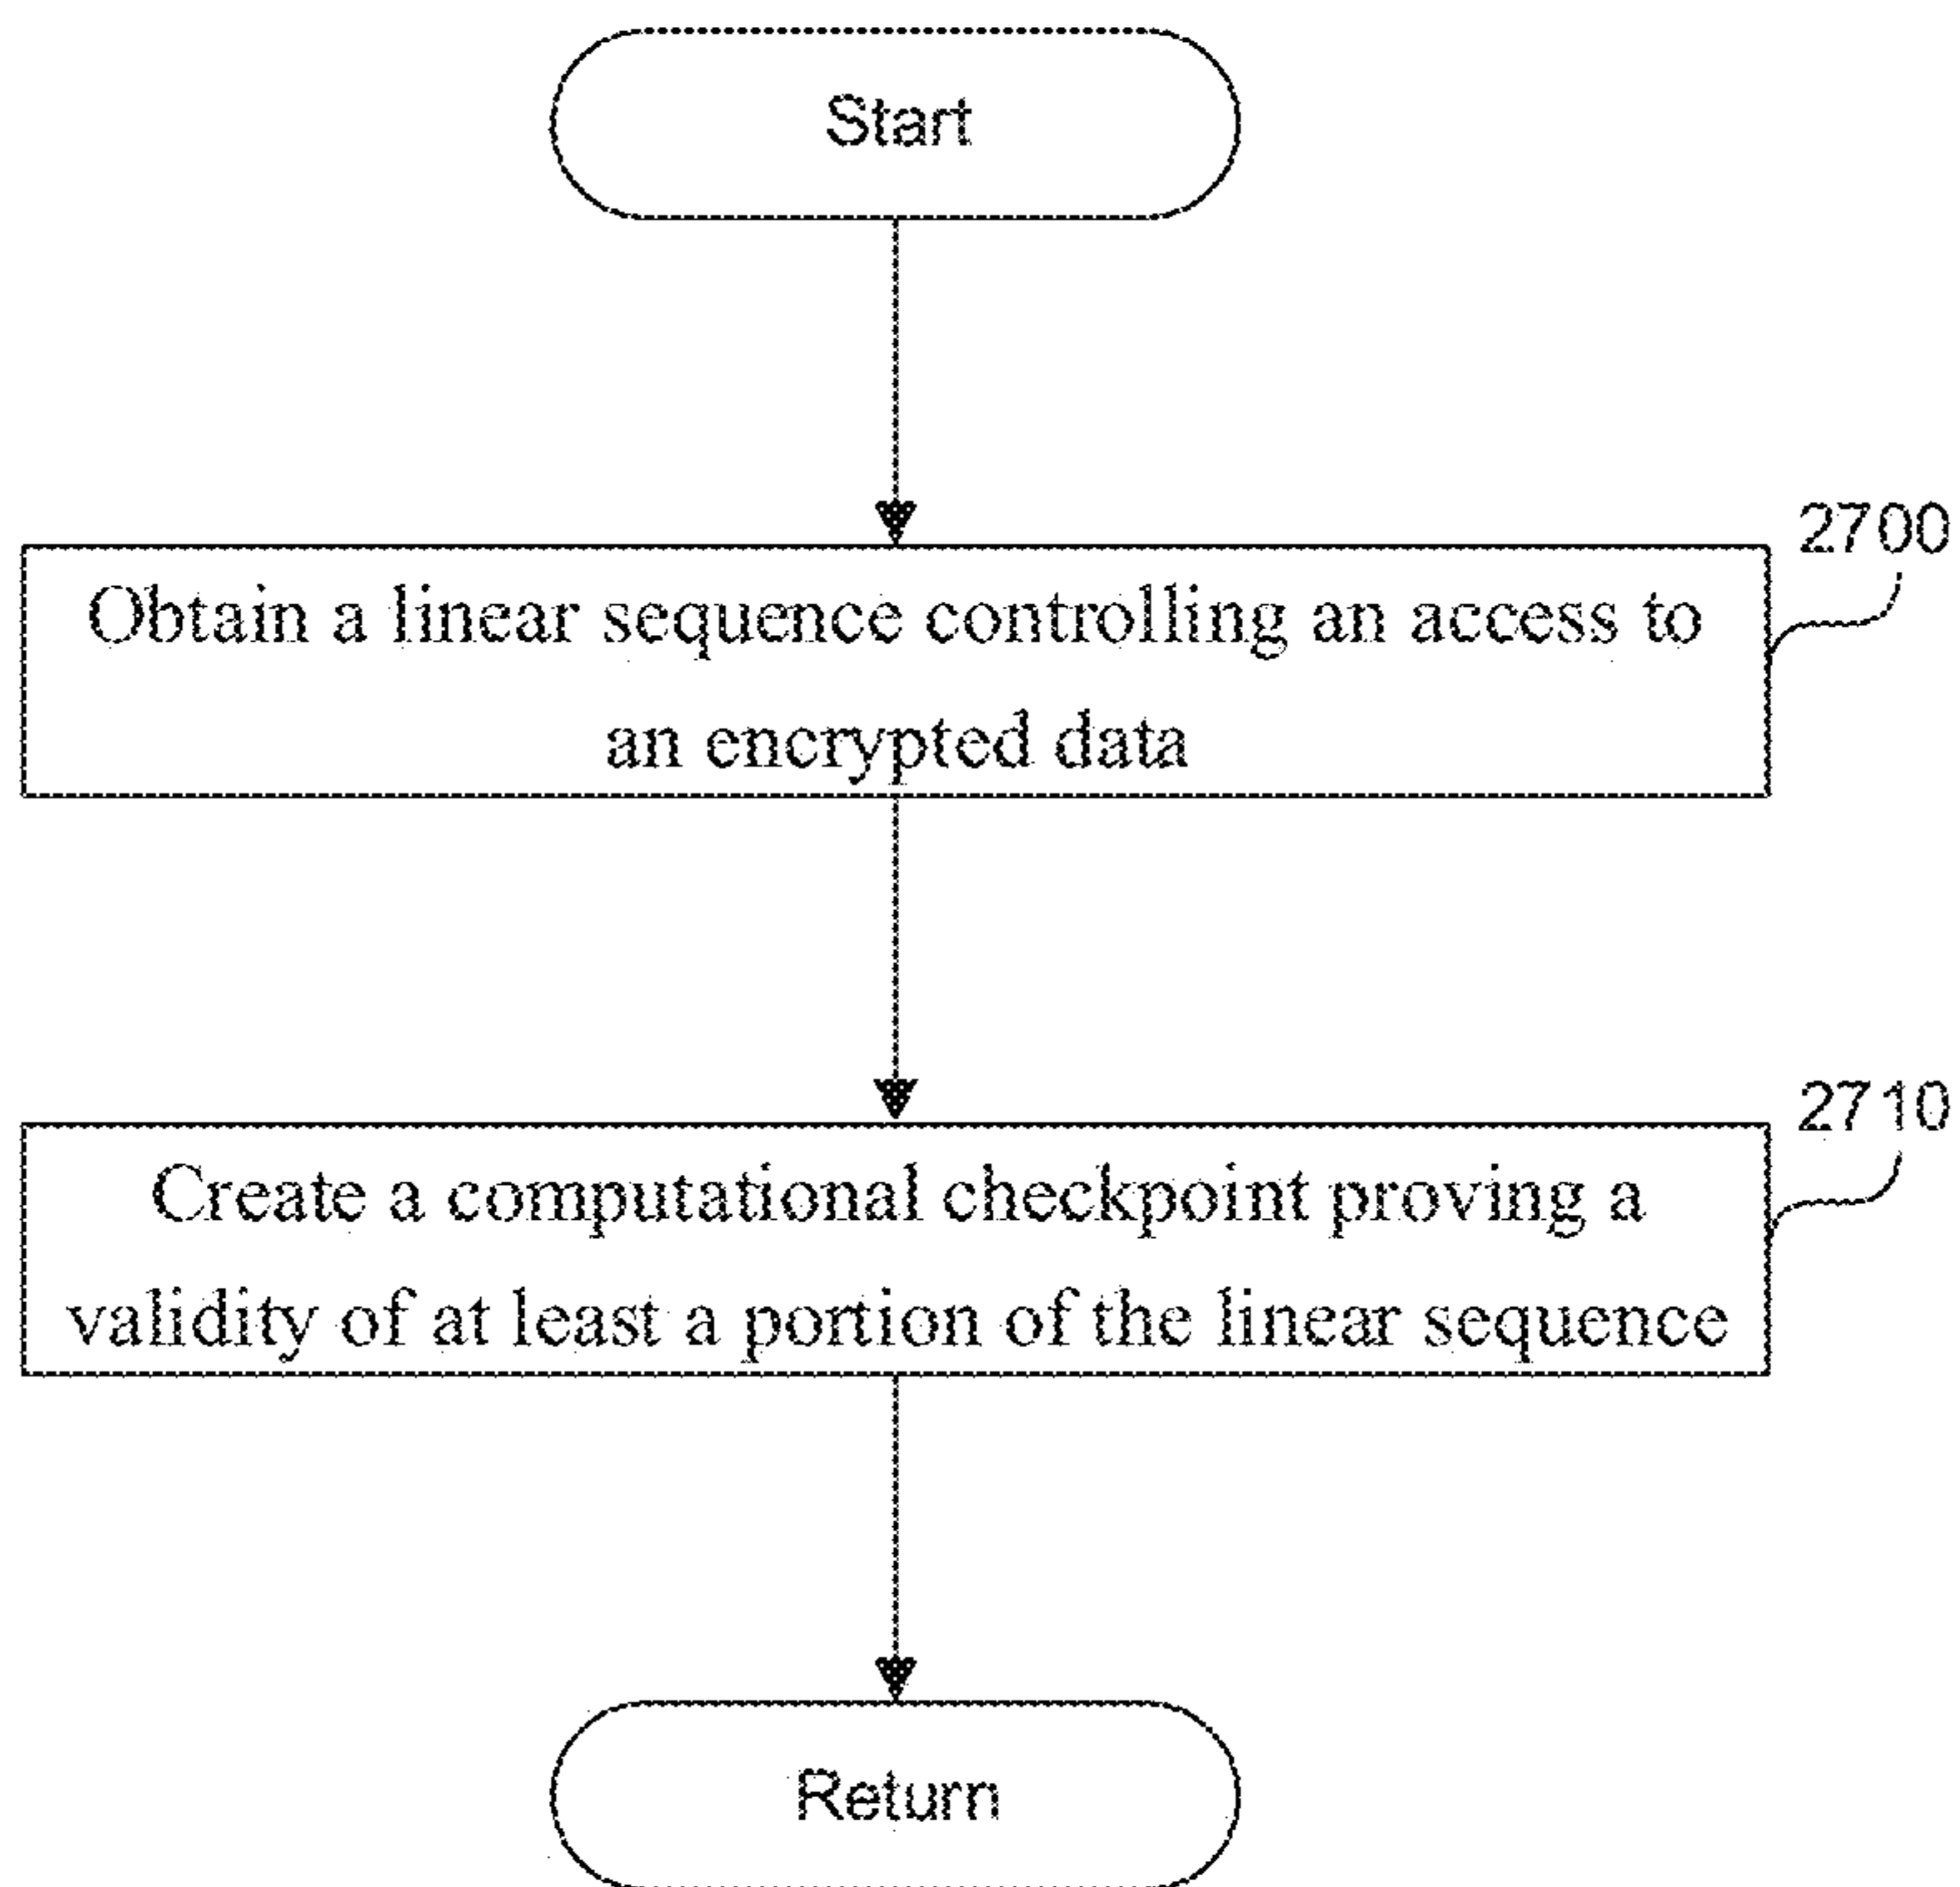 Start
2700
Obtain a linear sequence controlling an access to
an encrypted data
2710
Create a computational checkpoint proving a
validity of at least a portion of the linear sequence
Return